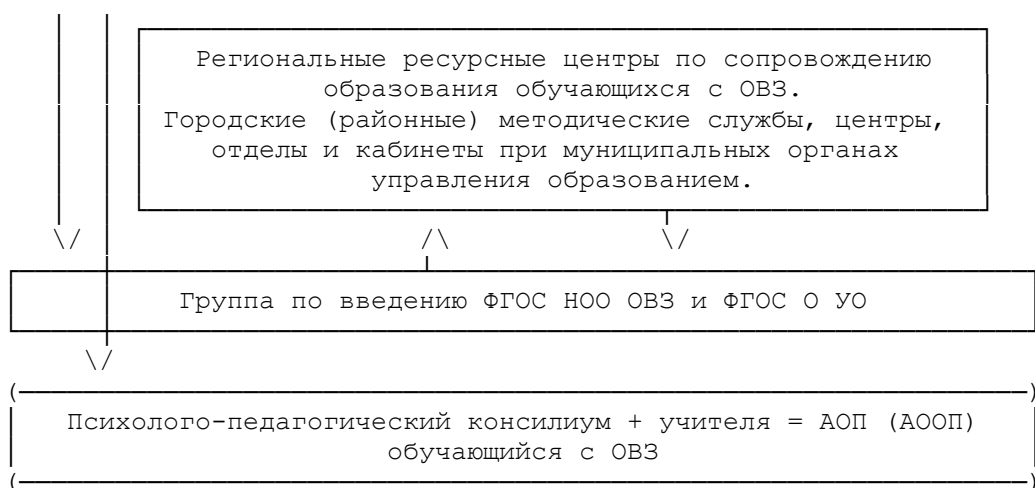 Региональные ресурсные центры по сопровождению
образования обучающихся с ОВЗ.
Городские (районные) методические службы, центры,
отделы и кабинеты при муниципальных органах
управления образованием.
Группа по введению ФГОС НОО ОВЗ и ФГОС О УО
Психолого-педагогический консилиум + учителя = АОП (АООП)
обучающийся с ОВЗ